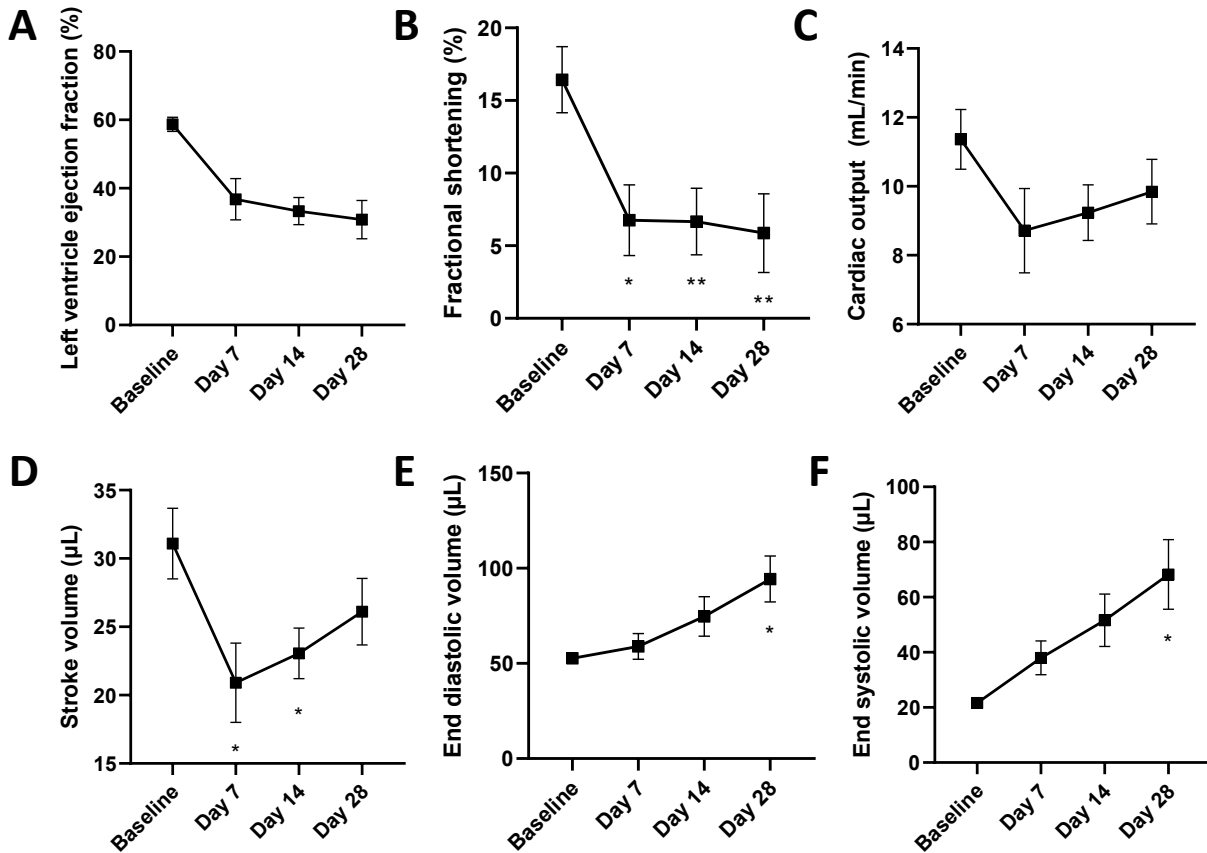 A
Left ventricle ejection fraction (%)
80
60
40
20
0
Baseline
Day 7
Day 14
Day 28
B
Fractional shortening (%)
20
15
10
5
0
*
**
**
Baseline
Day 7
Day 14
Day 28
C
Cardiac output (mL/min)
14
12
10
8
6
Baseline
Day 7
Day 14
Day 28
D
Stroke volume (µL)
35
30
25
20
15
*
*
Baseline
Day 7
Day 14
Day 28
E
End diastolic volume (µL)
150
100
50
0
*
Baseline
Day 7
Day 14
Day 28
F
End systolic volume (µL)
100
80
60
40
20
0
*
Baseline
Day 7
Day 14
Day 28